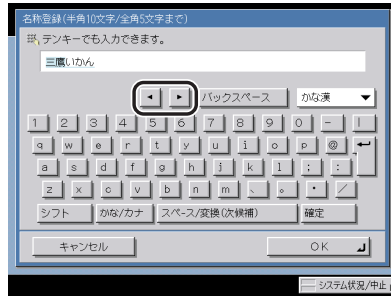 名称登録(半角10文字/全角5文字まで)
テンキーでも入力できます。
三鷹いかん
◄ ► バックスペース かな漢 ▼
1 2 3 4 5 6 7 8 9 0 - |
q w e r t y u i o p @ ↵
a s d f g h j k l ; :
z x c v b n m 、 。 ・ /
シフト かな/カナ スペース/変換(次候補) 確定
キャンセル OK
システム状況/中止